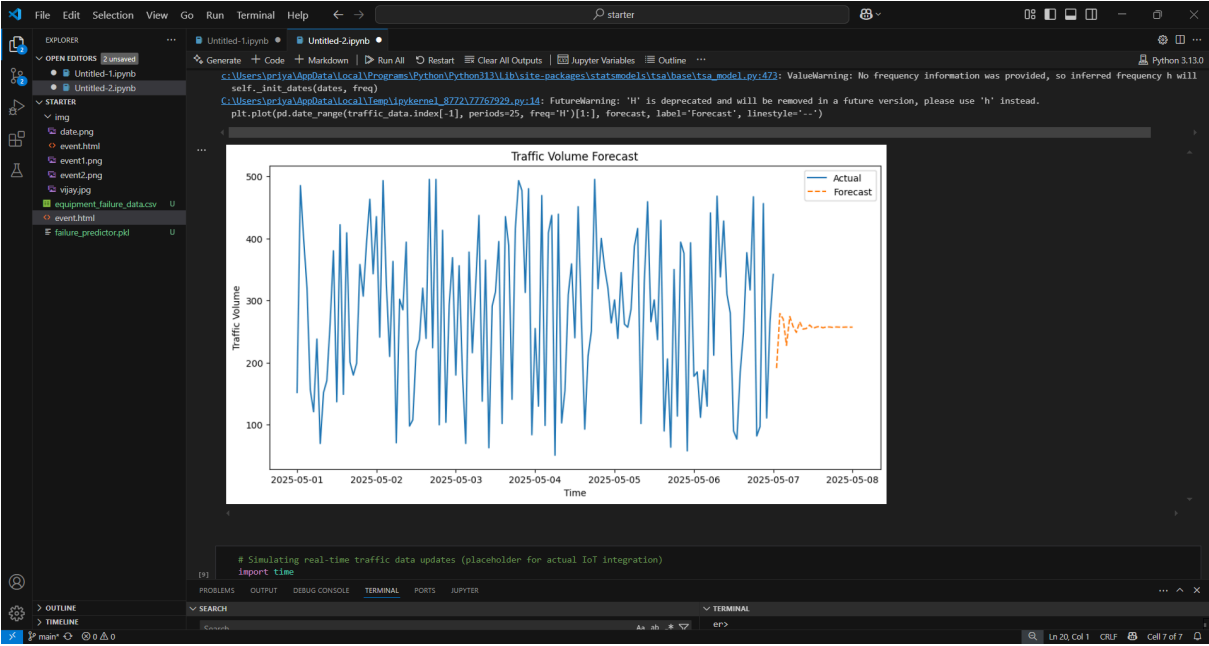 File Edit Selection View Go Run Terminal Help
starter
EXPLORER
OPEN EDITORS 2 unsaved
Untitled-1.ipynb
Untitled-2.ipynb
STARTER
img
date.png
event.html
event1.png
event2.png
vijay.jpg
equipment_failure_data.csv U
event.html
failure_predictor.pkl U
OUTLINE
TIMELINE
Untitled-1.ipynb
Untitled-2.ipynb
Generate + Code + Markdown Run All Restart Clear All Outputs Jupyter Variables Outline ...
Python 3.13.0
c:\Users\priya\AppData\Local\Programs\Python\Python313\Lib\site-packages\statsmodels\tsa\base\tsa_model.py:473: ValueWarning: No frequency information was provided, so inferred frequency h will
self._init_dates(dates, freq)
C:\Users\priya\AppData\Local\Temp\ipykernel_8772\77767929.py:14: FutureWarning: 'H' is deprecated and will be removed in a future version, please use 'h' instead.
plt.plot(pd.date_range(traffic_data.index[-1], periods=25, freq='H')[1:], forecast, label='Forecast', linestyle='--')
Traffic Volume Forecast
Actual
Forecast
Traffic Volume
500
400
300
200
100
2025-05-01 2025-05-02 2025-05-03 2025-05-04 2025-05-05 2025-05-06 2025-05-07 2025-05-08
Time
# Simulating real-time traffic data updates (placeholder for actual IoT integration)
import time
[9]
PROBLEMS OUTPUT DEBUG CONSOLE TERMINAL PORTS JUPYTER
SEARCH
Search
Aa ab .*
TERMINAL
er>
main* 0 0
Ln 20, Col 1 CRLF Cell 7 of 7